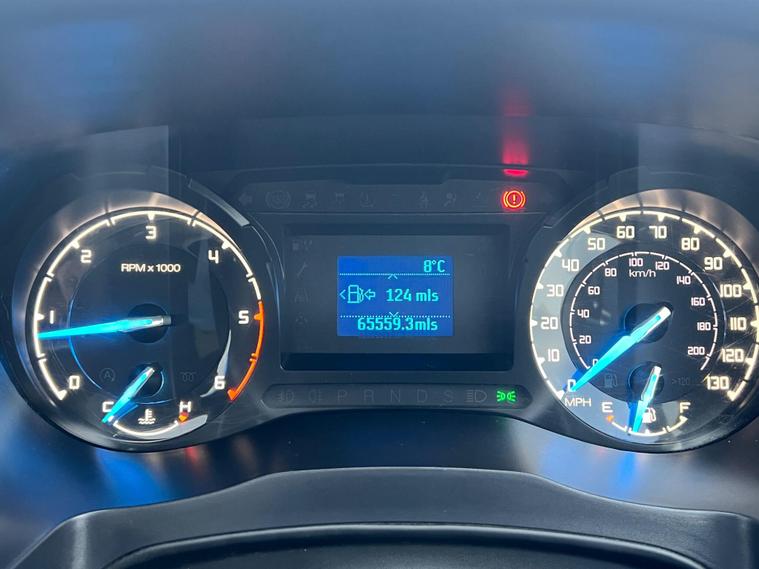 0 1 2 3 4 5 6
RPM x 1000
C H
8°C
124 mls
65559.3mls
P R N D S
0 10 20 30 40 50 60 70 80 90 100 110 120 130
MPH
20 40 60 80 100 120 140 160 180 200
km/h
>120
E F